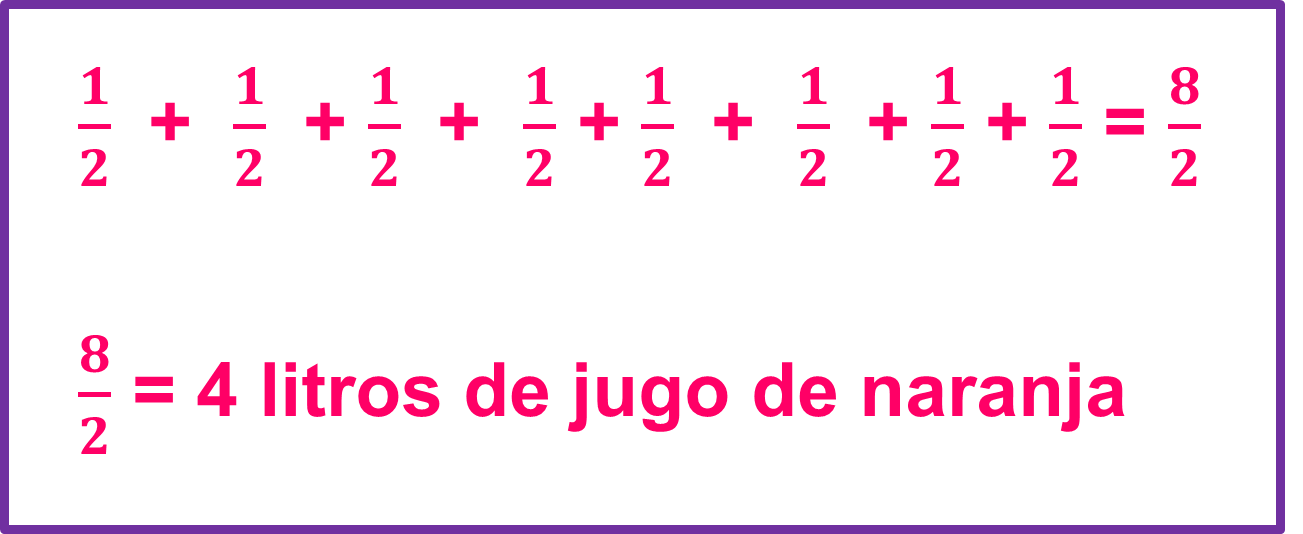 1/2 + 1/2 + 1/2 + 1/2 + 1/2 + 1/2 + 1/2 + 1/2 = 8/2
8/2 = 4 litros de jugo de naranja